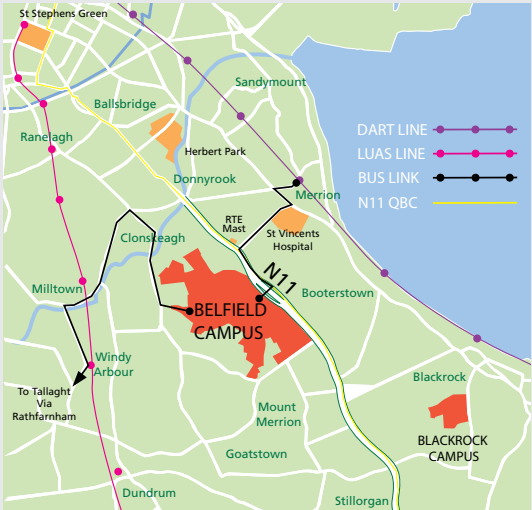 St Stephens Green
Sandymount
Ballsbridge
DART LINE
Ranelagh
Herbert Park
LUAS LINE
Donnyrook
BUS LINK
Merrion
N11 QBC
RTE
Mast
St Vincents
Hospital
Clonskeagh
N11
Milltown
Booterstown
BELFIELD
CAMPUS
Windy
Arbour
Blackrock
To Tallaght
Via
Rathfarnham
Mount
Merrion
BLACKROCK
CAMPUS
Goatstown
Dundrum
Stillorgan